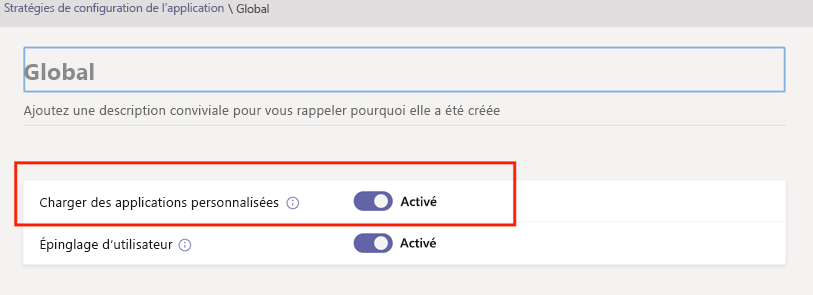 Stratégies de configuration de l'application \ Global
Global
Ajoutez une description conviviale pour vous rappeler pourquoi elle a été créée
Charger des applications personnalisées Activé
Épinglage d'utilisateur Activé